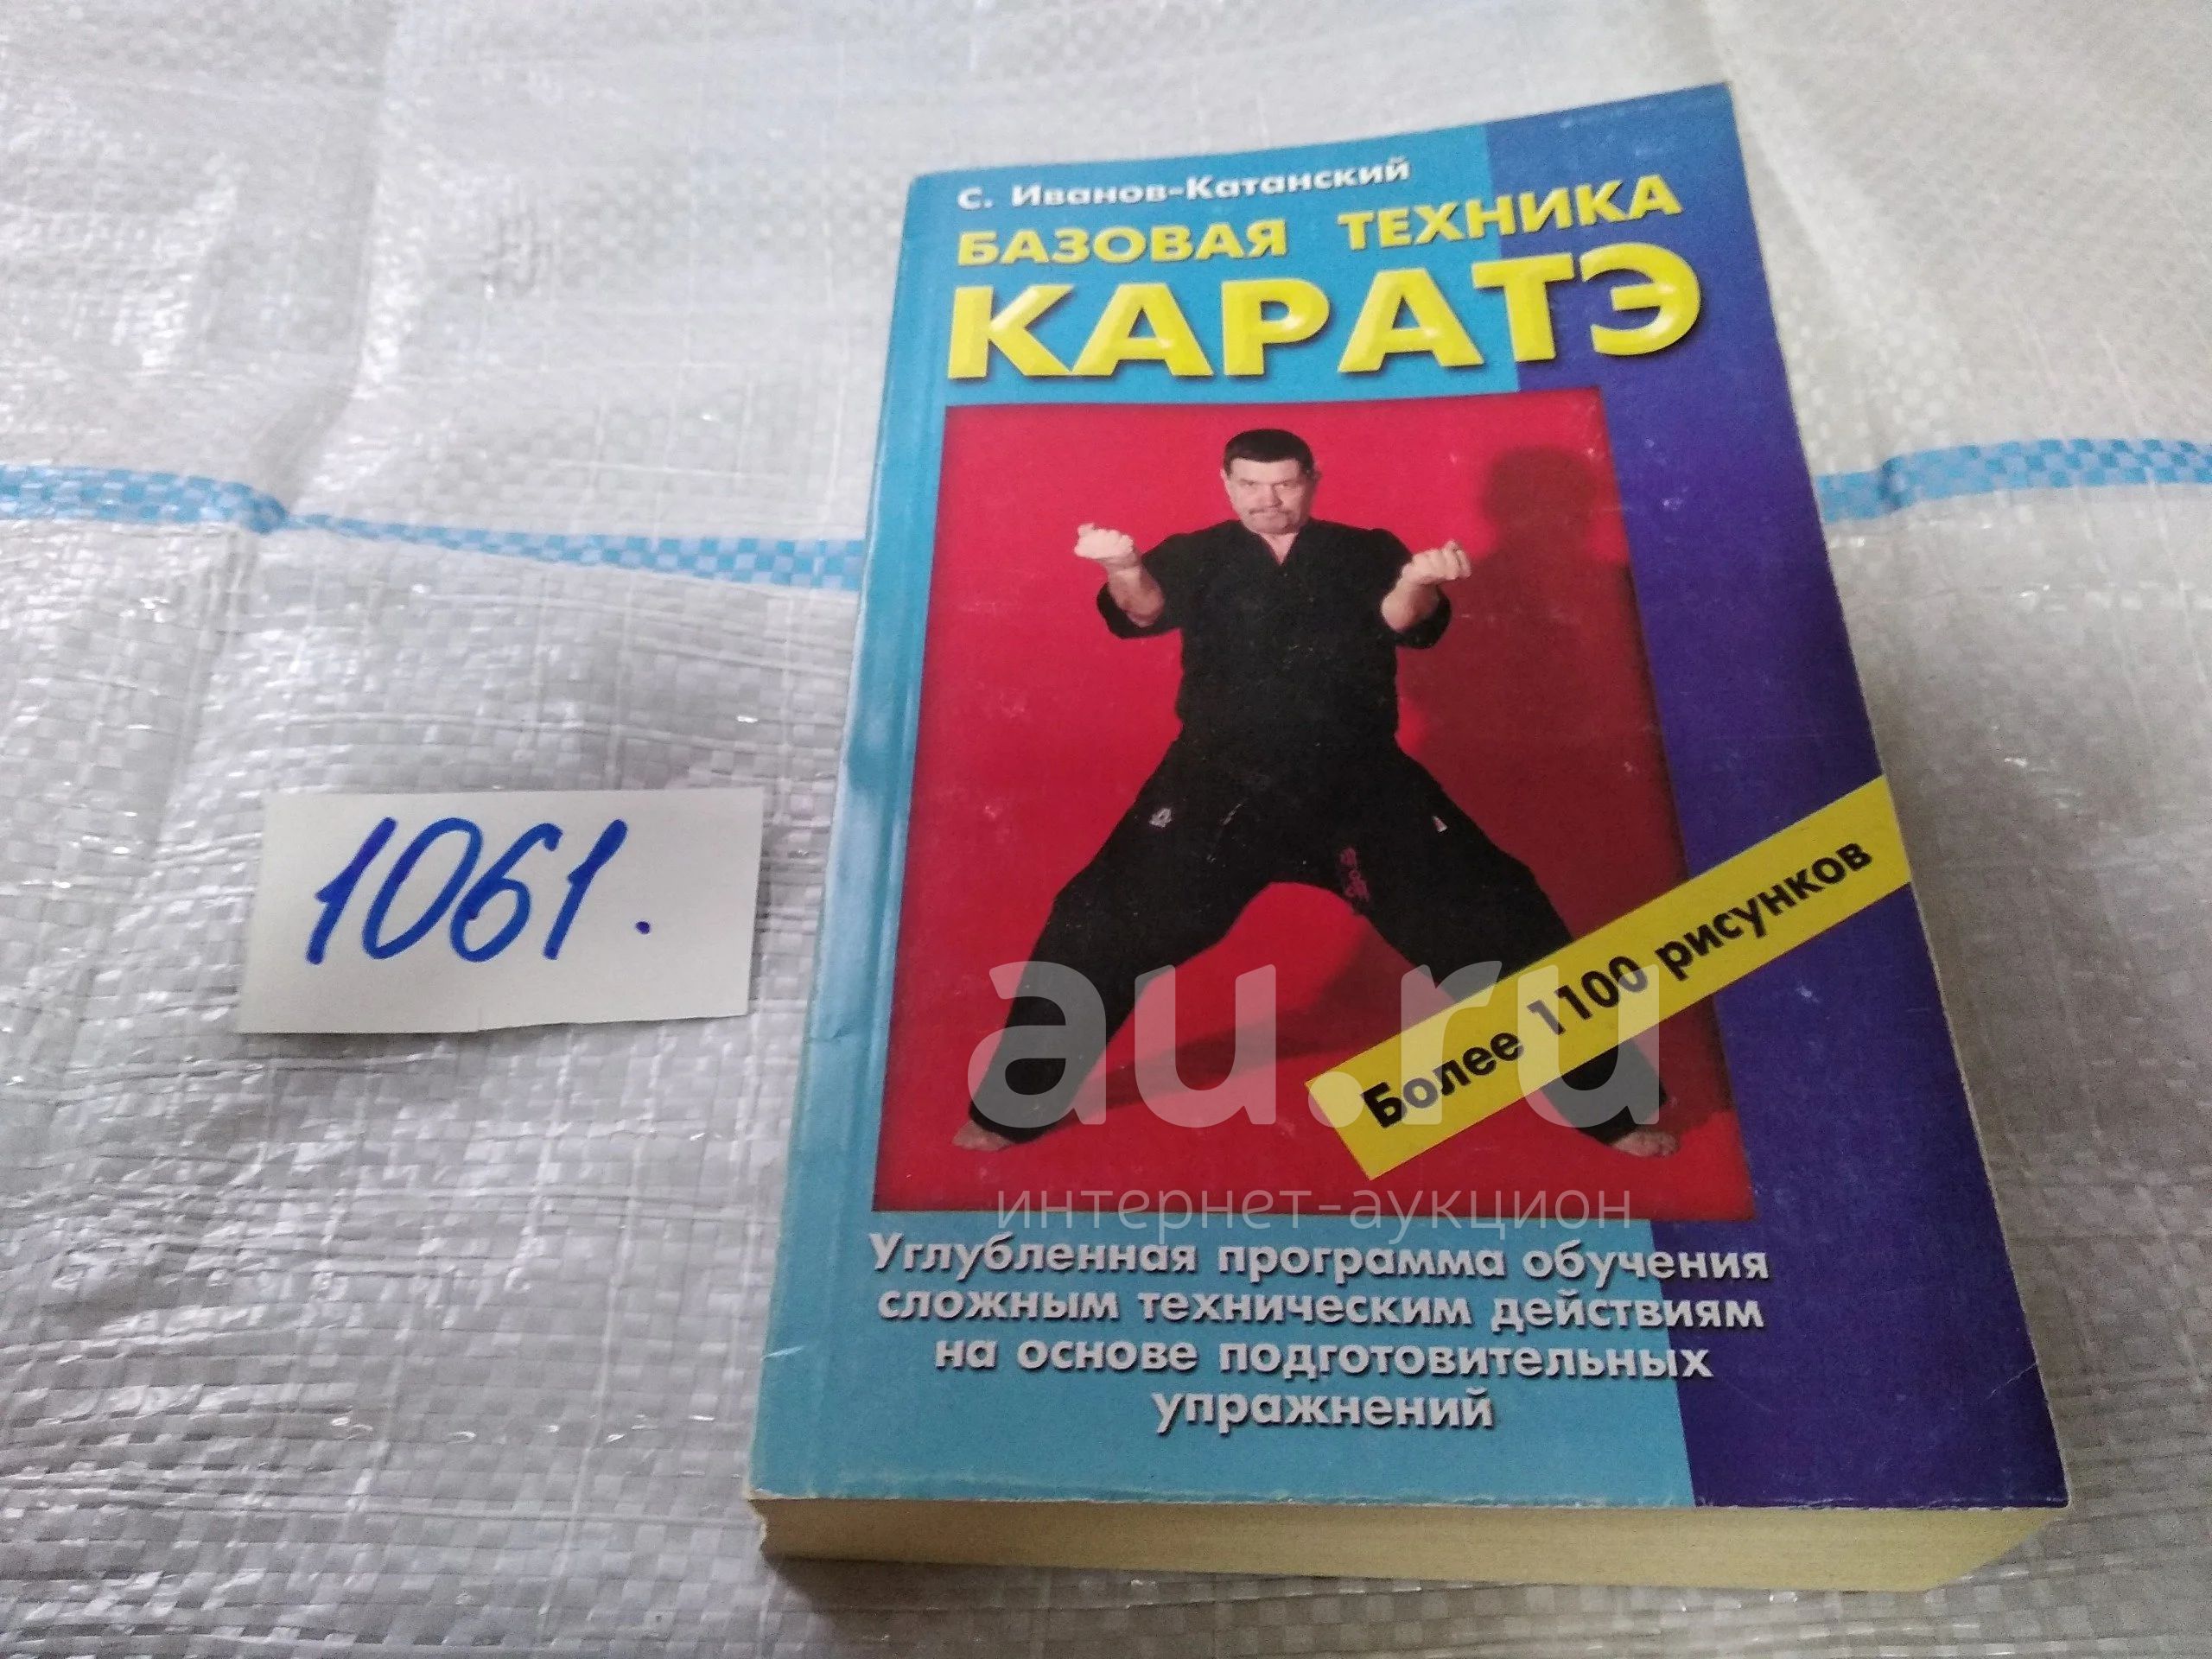 С. Иванов-Катанский
БАЗОВАЯ ТЕХНИКА
КАРАТЭ
1061.
Более 1100 рисунков
au.ru
интернет-аукцион
Углубленная программа обучения
сложным техническим действиям
на основе подготовительных
упражнений